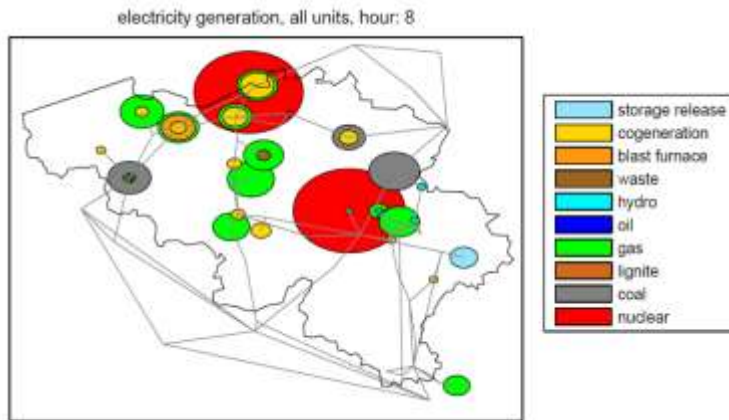 electricity generation, all units, hour: 8
storage release
cogeneration
blast furnace
waste
hydro
oil
gas
lignite
coal
nuclear